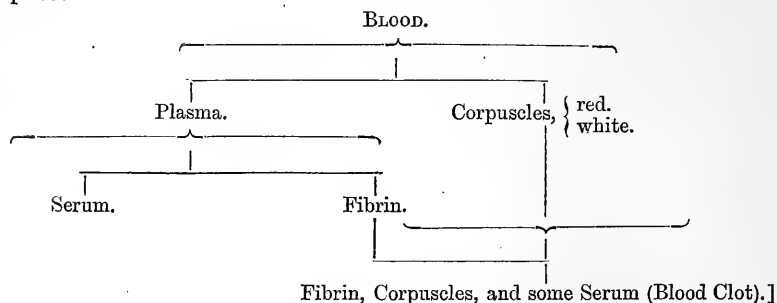 BLOOD.
Plasma.
Corpuscles, { red.
white.
Serum.
Fibrin.
Fibrin, Corpuscles, and some Serum (Blood Clot).]